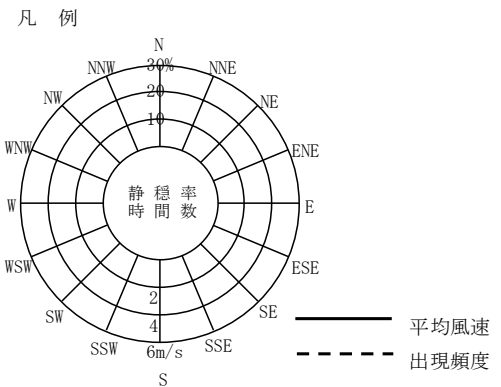 凡 例
N
NNW 30% NNE
NW 20 NE
10
WNW ENE
静 穏 率
W 時 間 数 E
WSW ESE
2
SW 4 SE
SSW 6m/s SSE
S
平均風速
出現頻度